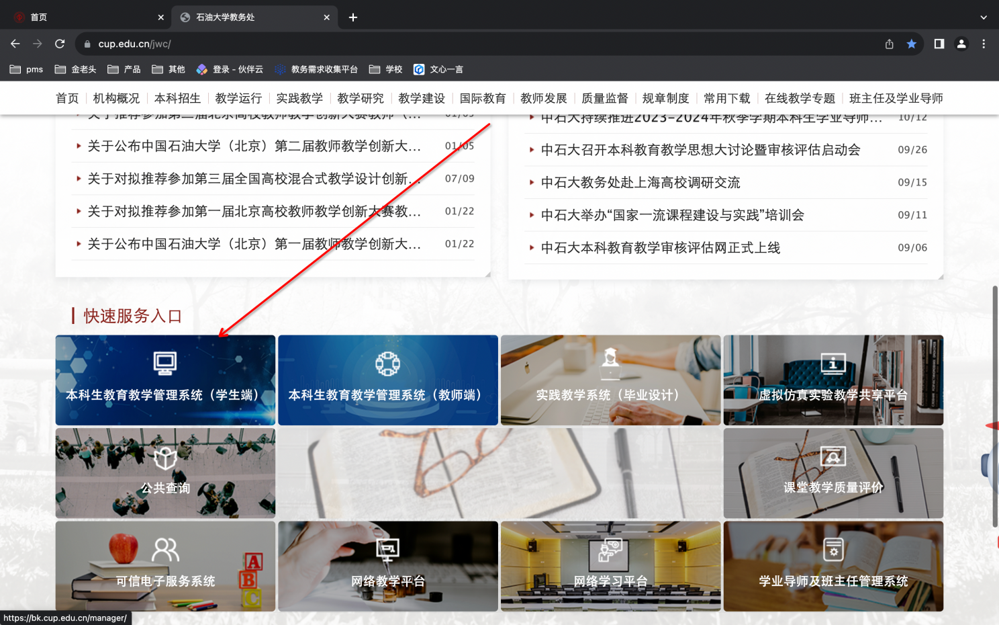 首页
石油大学教务处
cup.edu.cn/jwc/
pms
金老头
产品
其他
登录 - 伙伴云
教务需求收集平台
学校
文心一言
首页 机构概况 本科招生 教学运行 实践教学 教学研究 教学建设 国际教育 教师发展 质量监督 规章制度 常用下载 在线教学专题 班主任及学业导师
关于公布中国石油大学（北京）第二届教师教学创新大… 01/05
关于对拟推荐参加第三届全国高校混合式教学设计创新… 07/09
关于对拟推荐参加第一届北京高校教师教学创新大赛教… 01/22
关于公布中国石油大学（北京）第一届教师教学创新大… 01/22
中石大持续推进2023-2024年秋季学期本科生学业导师… 10/12
中石大召开本科教育教学思想大讨论暨审核评估启动会 09/26
中石大教务处赴上海高校调研交流 09/15
中石大举办“国家一流课程建设与实践”培训会 09/11
中石大本科教育教学审核评估网正式上线 09/06
快速服务入口
本科生教育教学管理系统（学生端）
本科生教育教学管理系统（教师端）
实践教学系统（毕业设计）
虚拟仿真实验教学共享平台
公共查询
课堂教学质量评价
可信电子服务系统
网络教学平台
网络学习平台
学业导师及班主任管理系统
A
B
C
https://bk.cup.edu.cn/manager/